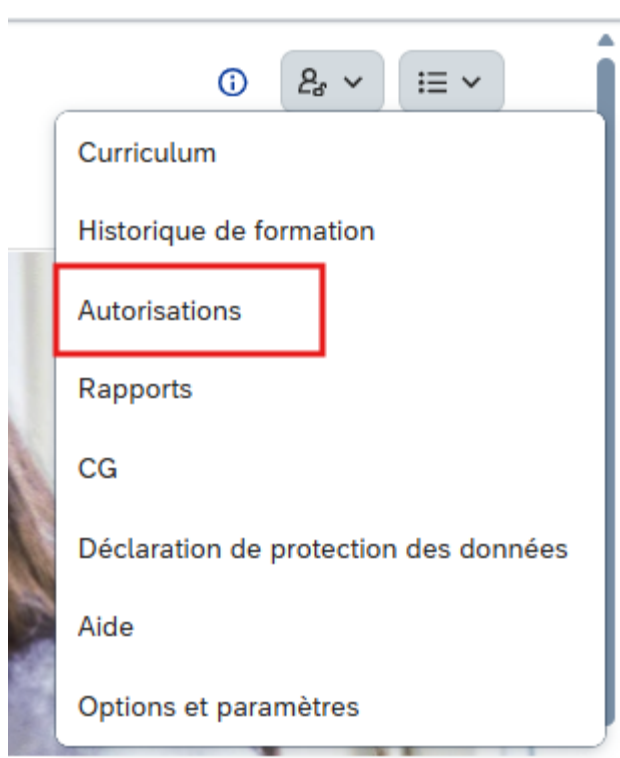 Curriculum
Historique de formation
Autorisations
Rapports
CG
Déclaration de protection des données
Aide
Options et paramètres